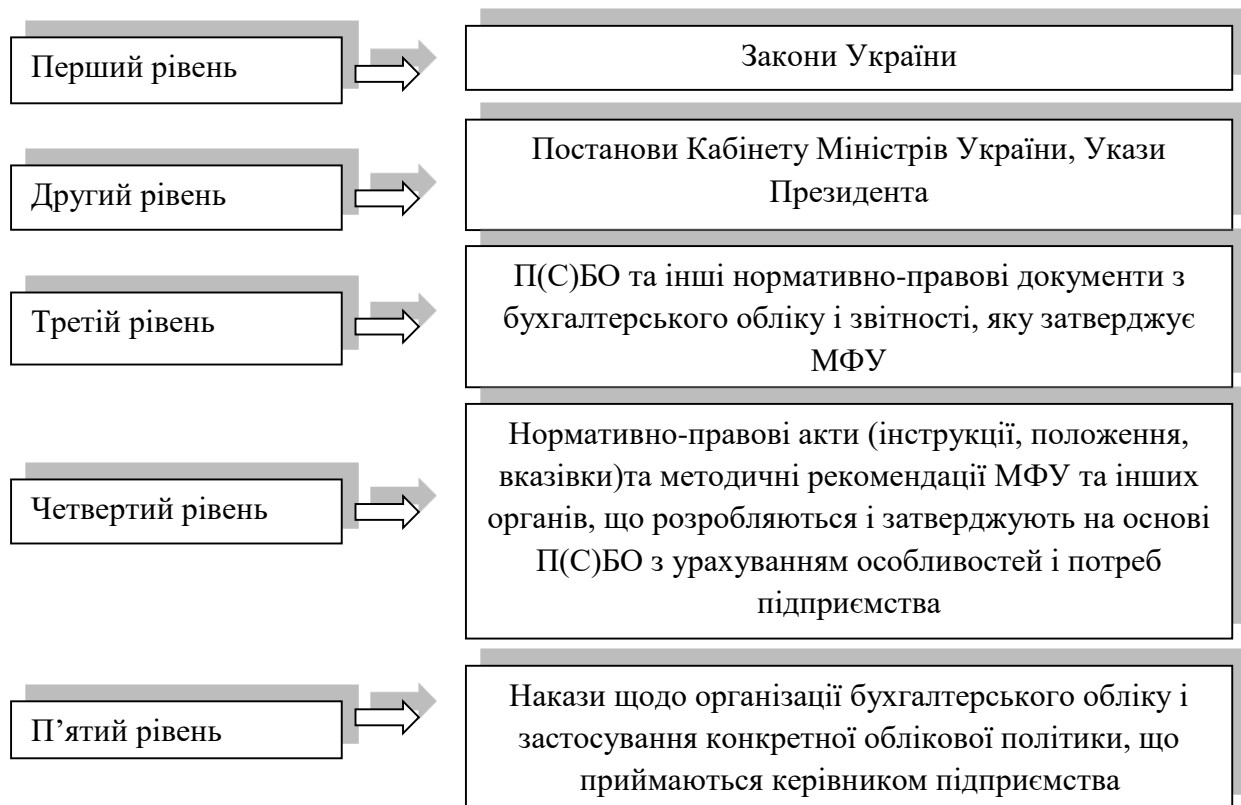 Перший рівень
Закони України
Другий рівень
Постанови Кабінету Міністрів України, Укази
Президента
Третій рівень
П(С)БО та інші нормативно-правові документи з
бухгалтерського обліку і звітності, яку затверджує
МФУ
Четвертий рівень
Нормативно-правові акти (інструкції, положення,
вказівки)та методичні рекомендації МФУ та інших
органів, що розробляються і затверджують на основі
П(С)БО з урахуванням особливостей і потреб
підприємства
П’ятий рівень
Накази щодо організації бухгалтерського обліку і
застосування конкретної облікової політики, що
приймаються керівником підприємства